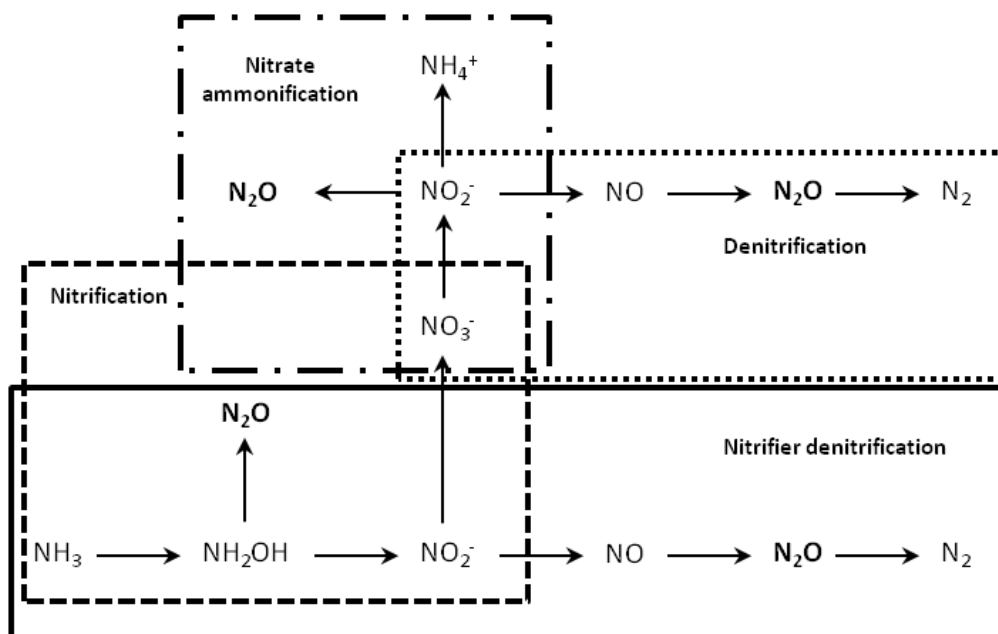 Nitrate
ammonification
NH₄⁺
N₂O
NO₂⁻
NO
N₂O
N₂
Denitrification
Nitrification
NO₃⁻
N₂O
Nitrifier denitrification
NH₃
NH₂OH
NO₂⁻
NO
N₂O
N₂